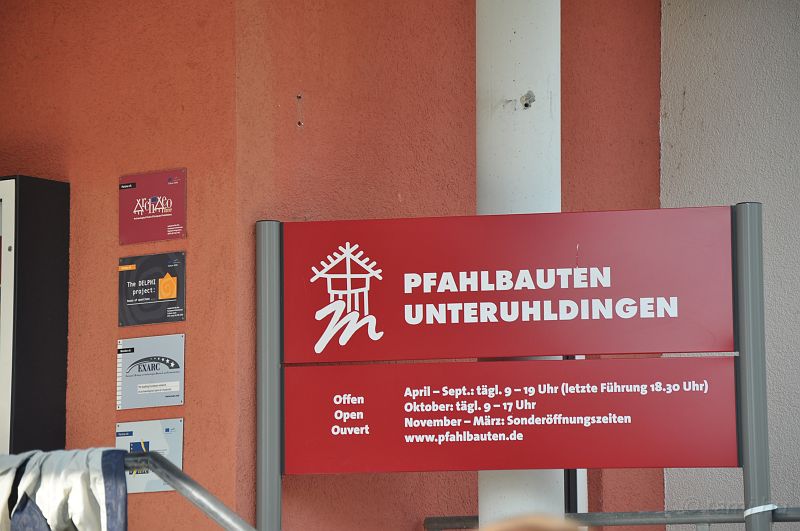 ArchÆo
The DELPHI
project:
EXARC
PFAHLBAUTEN
UNTERUHLDINGEN
Offen
Open
Ouvert
April – Sept.: tägl. 9 – 19 Uhr (letzte Führung 18.30 Uhr)
Oktober: tägl. 9 – 17 Uhr
November – März: Sonderöffnungszeiten
www.pfahlbauten.de